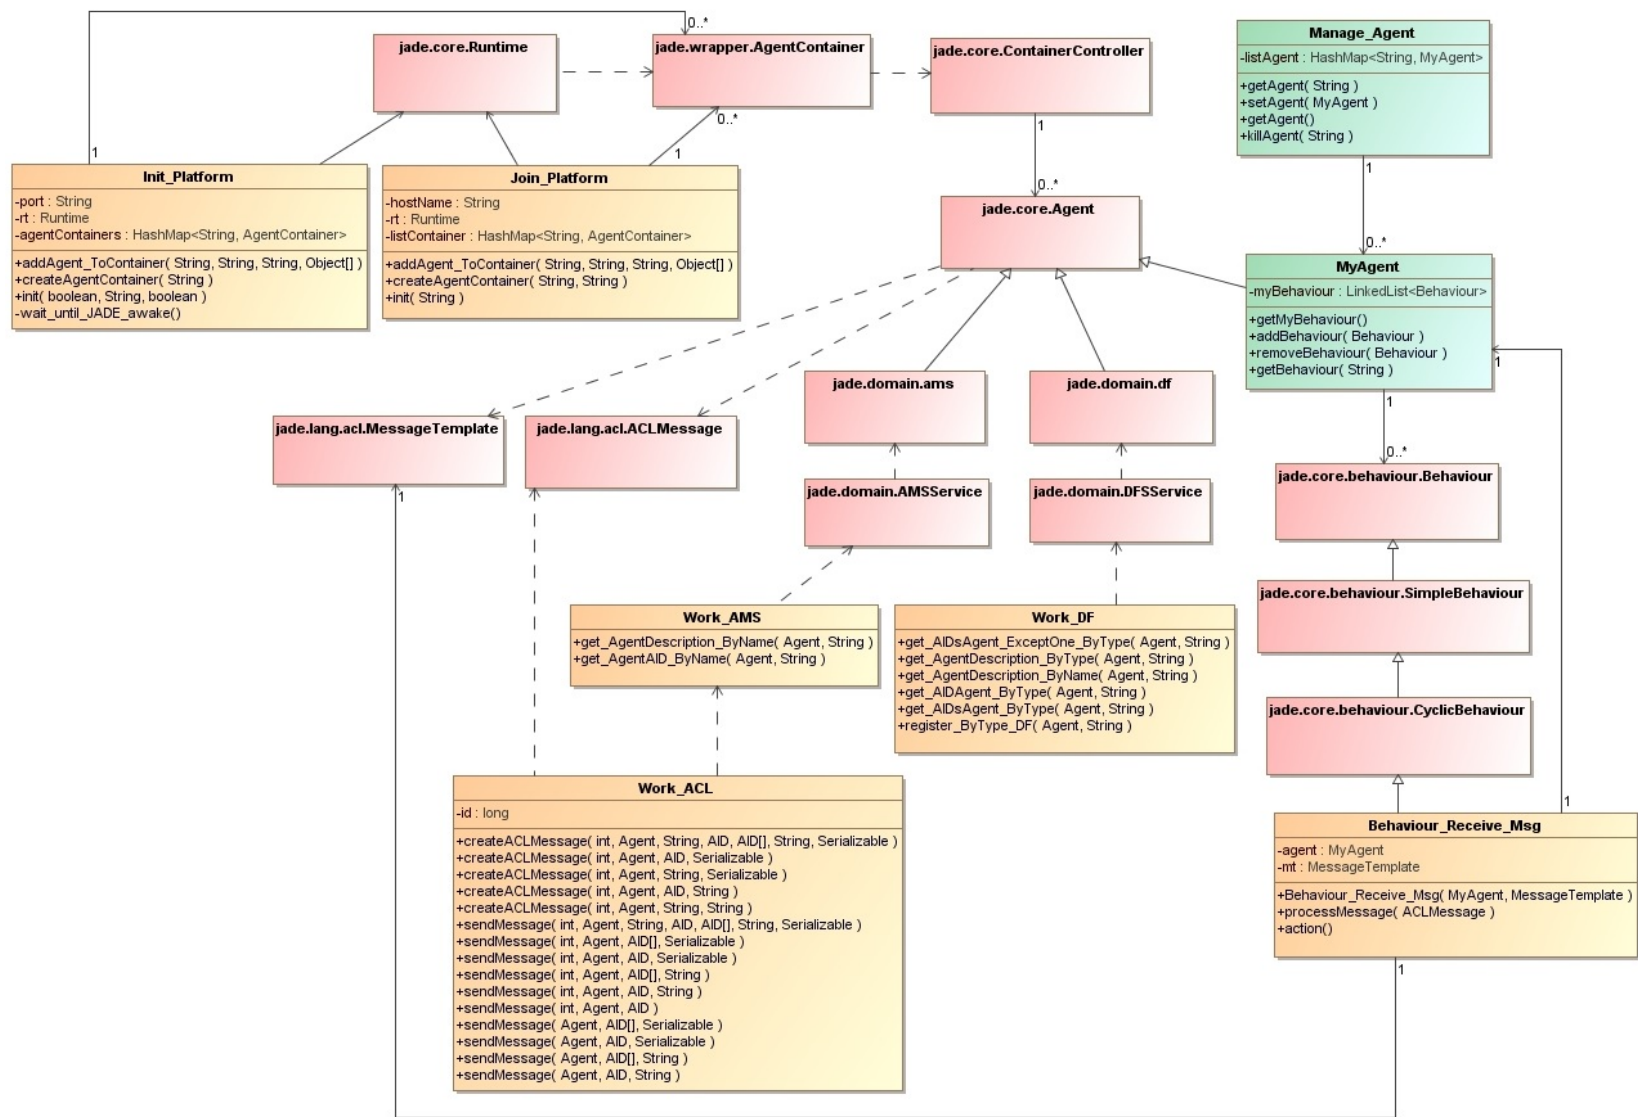 0..*
jade.core.Runtime
jade.wrapper.AgentContainer
jade.core.ContainerController
Manage_Agent
-listAgent : HashMap<String, MyAgent>
+getAgent( String )
+setAgent( MyAgent )
+getAgent()
+killAgent( String )
0..*
1
1
1
1
Init_Platform
-port : String
-rt : Runtime
-agentContainers : HashMap<String, AgentContainer>
+addAgent_ToContainer( String, String, String, Object[] )
+createAgentContainer( String )
+init( boolean, String, boolean )
-wait_until_JADE_awake()
Join_Platform
-hostName : String
-rt : Runtime
-listContainer : HashMap<String, AgentContainer>
+addAgent_ToContainer( String, String, String, Object[] )
+createAgentContainer( String, String )
+init( String )
0..*
jade.core.Agent
0..*
MyAgent
-myBehaviour : LinkedList<Behaviour>
+getMyBehaviour()
+addBehaviour( Behaviour )
+removeBehaviour( Behaviour )
+getBehaviour( String )
1
1
0..*
jade.domain.ams
jade.domain.df
jade.lang.acl.MessageTemplate
jade.lang.acl.ACLMessage
1
jade.domain.AMSService
jade.domain.DFSService
jade.core.behaviour.Behaviour
jade.core.behaviour.SimpleBehaviour
jade.core.behaviour.CyclicBehaviour
Work_AMS
+get_AgentDescription_ByName( Agent, String )
+get_AgentAID_ByName( Agent, String )
Work_DF
+get_AIDsAgent_ExceptOne_ByType( Agent, String )
+get_AgentDescription_ByType( Agent, String )
+get_AgentDescription_ByName( Agent, String )
+get_AIDAgent_ByType( Agent, String )
+get_AIDsAgent_ByType( Agent, String )
+register_ByType_DF( Agent, String )
Work_ACL
-id : long
+createACLMessage( int, Agent, String, AID, AID[], String, Serializable )
+createACLMessage( int, Agent, AID, Serializable )
+createACLMessage( int, Agent, String, Serializable )
+createACLMessage( int, Agent, AID, String )
+createACLMessage( int, Agent, String, String )
+sendMessage( int, Agent, String, AID, AID[], String, Serializable )
+sendMessage( int, Agent, AID[], Serializable )
+sendMessage( int, Agent, AID, Serializable )
+sendMessage( int, Agent, AID[], String )
+sendMessage( int, Agent, AID, String )
+sendMessage( int, Agent, AID )
+sendMessage( Agent, AID[], Serializable )
+sendMessage( Agent, AID, Serializable )
+sendMessage( Agent, AID[], String )
+sendMessage( Agent, AID, String )
1
Behaviour_Receive_Msg
-agent : MyAgent
-mt : MessageTemplate
+Behaviour_Receive_Msg( MyAgent, MessageTemplate )
+processMessage( ACLMessage )
+action()
1